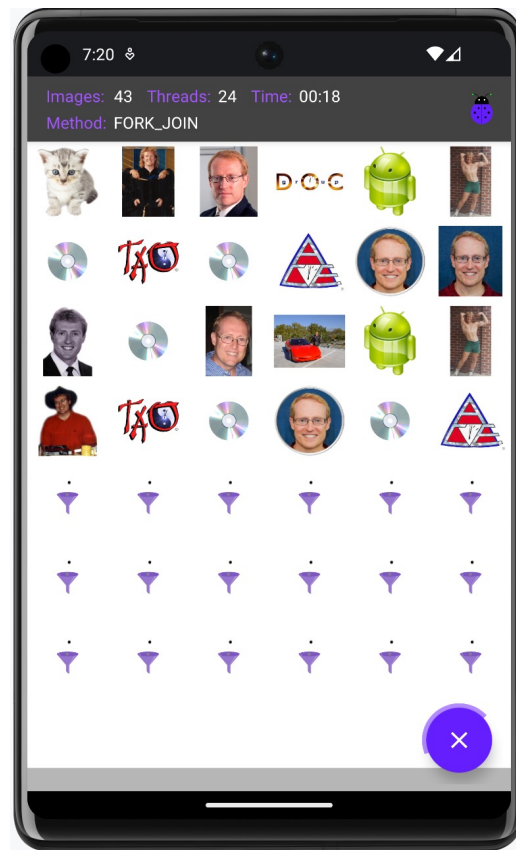 7:20
Images: 43 Threads: 24 Time: 00:18
Method: FORK_JOIN
D·O·C
TAO
TAO